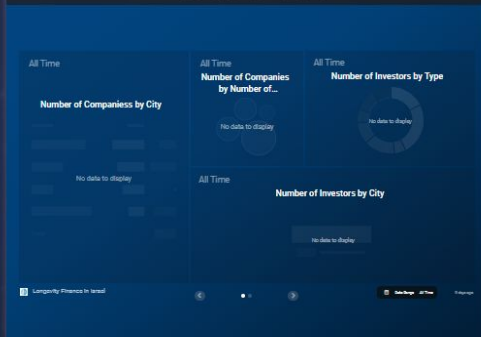 All Time
Number of Companiess by City
No data to display
All Time
Number of Companies
by Number of...
No data to display
All Time
Number of Investors by Type
No data to display
All Time
Number of Investors by City
No data to display
Longevity Finance in Israel
Data Range All Time